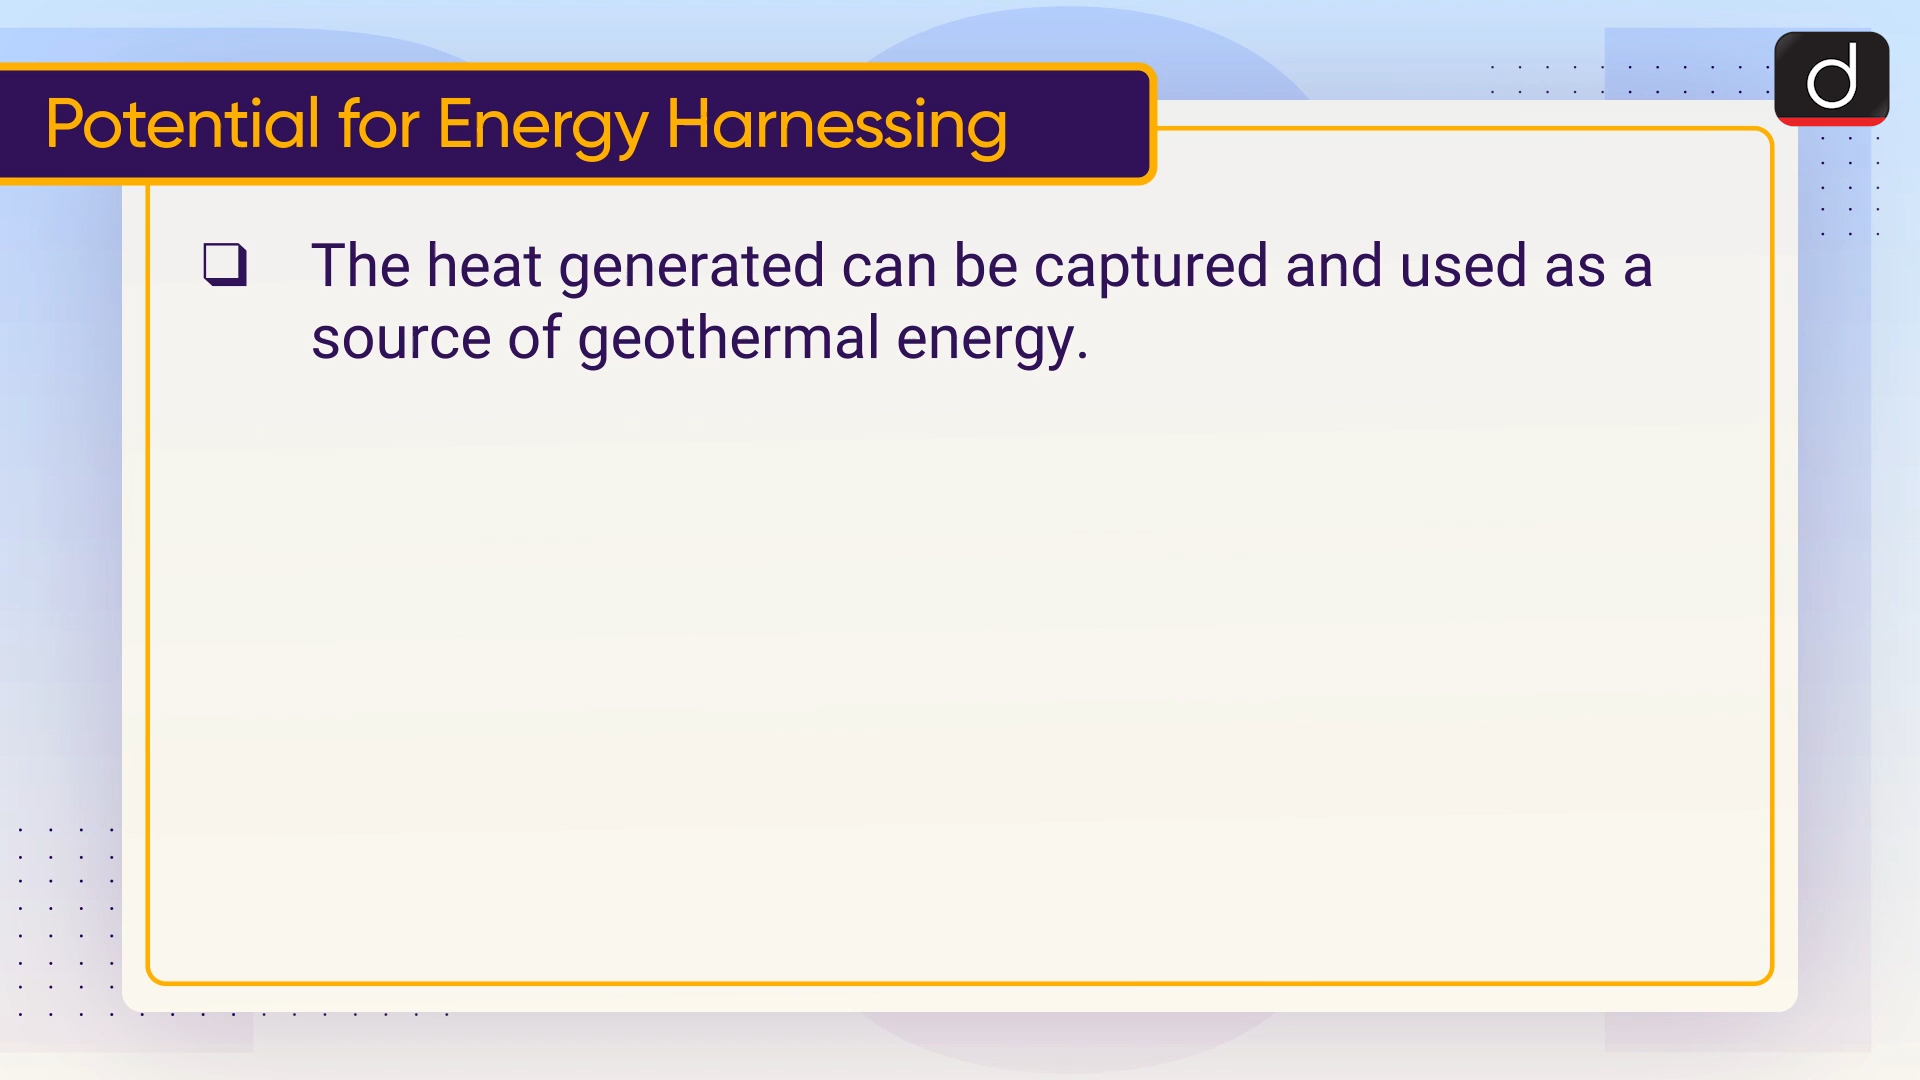 Potential for Energy Harnessing
d
❑ The heat generated can be captured and used as a
source of geothermal energy.